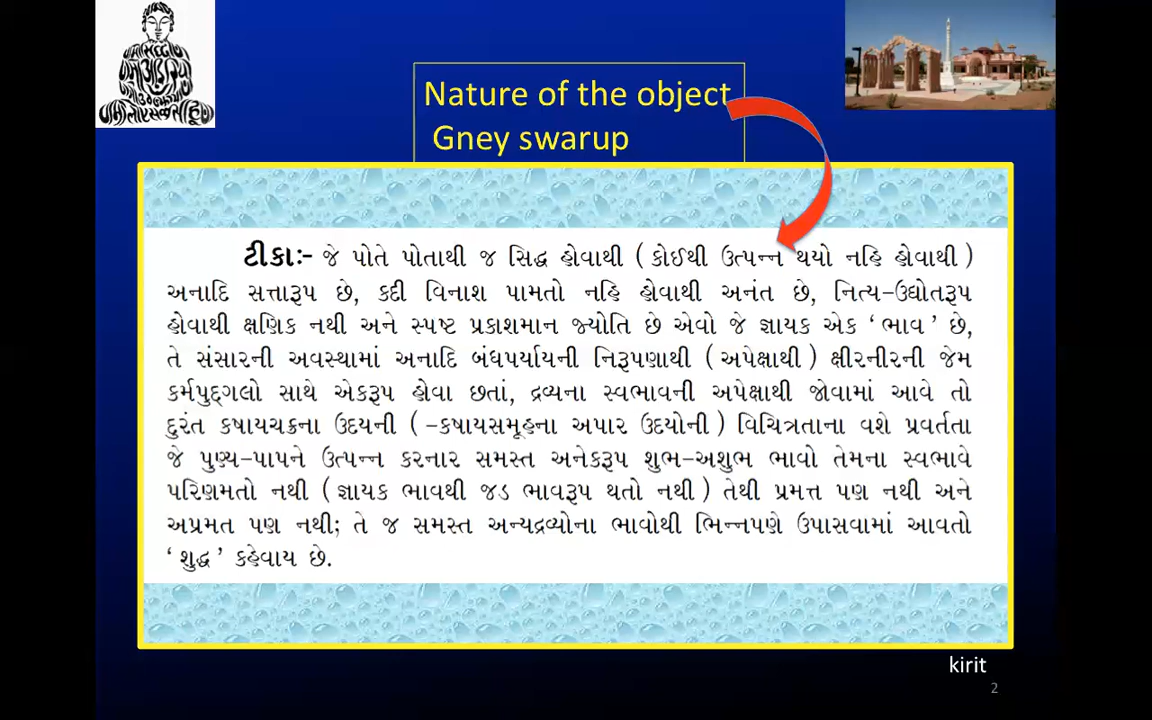 Nature of the object
Gney swarup
ટીકાઃ- જે પોતે પોતાથી જ સિદ્ધ હોવાથી ( કોઈથી ઉત્પન્ન થયો નહિ હોવાથી )
અનાદિ સત્તારૂપ છે, કદી વિનાશ પામતો નહિ હોવાથી અનંત છે, નિત્ય-ઉદ્યોતરૂપ
હોવાથી ક્ષણિક નથી અને સ્પષ્ટ પ્રકાશમાન જ્યોતિ છે એવો જે જ્ઞાયક એક ‘ ભાવ ’ છે,
તે સંસારની અવસ્થામાં અનાદિ બંધપર્યાયની નિરૂપણાથી ( અપેક્ષાથી ) ક્ષીરનીરની જેમ
કર્મપુદ્દગલો સાથે એકરૂપ હોવા છતાં, દ્રવ્યના સ્વભાવની અપેક્ષાથી જોવામાં આવે તો
દુરંત કષાયચક્રના ઉદયની ( -કષાયસમૂહના અપાર ઉદયોની ) વિચિત્રતાના વશે પ્રવર્તતા
જે પુણ્ય-પાપને ઉત્પન્ન કરનાર સમસ્ત અનેકરૂપ શુભ-અશુભ ભાવો તેમના સ્વભાવે
પરિણમતો નથી ( જ્ઞાયક ભાવથી જડ ભાવરૂપ થતો નથી ) તેથી પ્રમત્ત પણ નથી અને
અપ્રમત પણ નથી; તે જ સમસ્ત અન્યદ્રવ્યોના ભાવોથી ભિન્નપણે ઉપાસવામાં આવતો
‘ શુદ્ધ ’ કહેવાય છે.
kirit
2